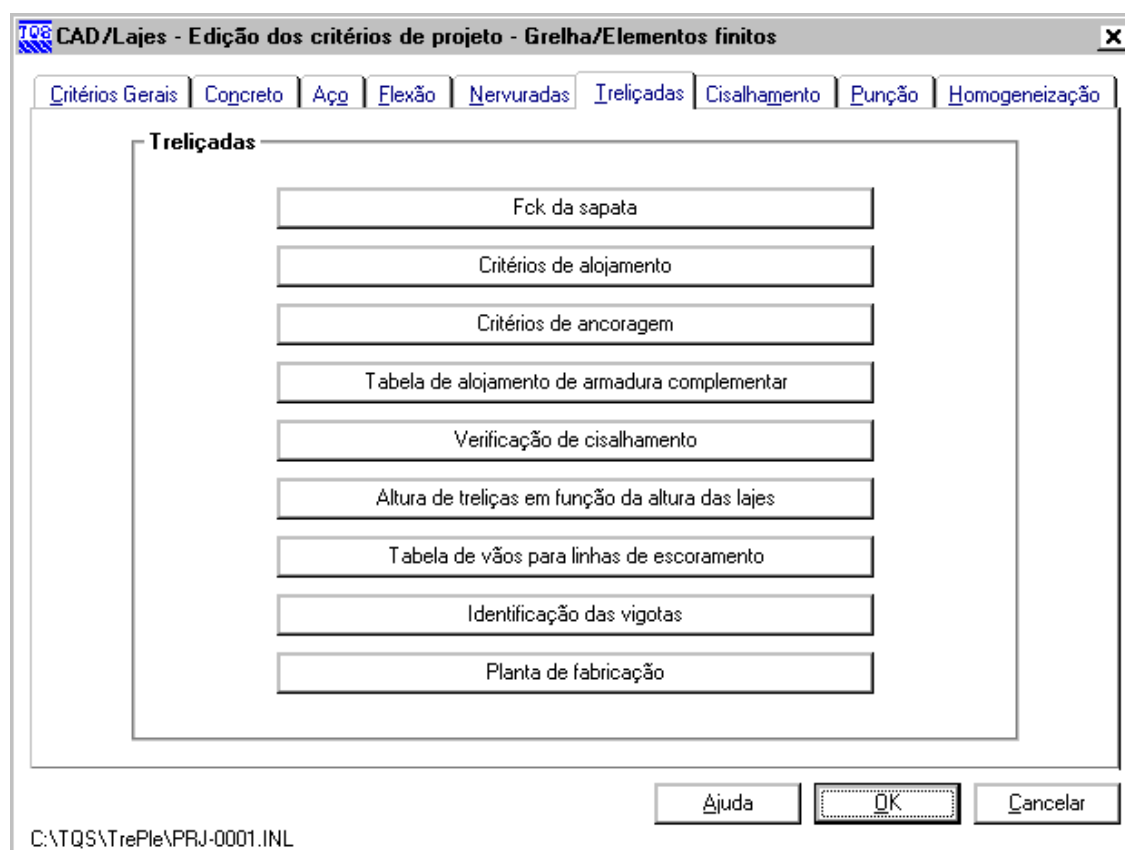 TQS CAD/Lajes - Edição dos critérios de projeto - Grelha/Elementos finitos
Critérios Gerais Concreto Aço Flexão Nervuradas Treliçadas Cisalhamento Punção Homogeneização
Treliçadas
Fck da sapata
Critérios de alojamento
Critérios de ancoragem
Tabela de alojamento de armadura complementar
Verificação de cisalhamento
Altura de treliças em função da altura das lajes
Tabela de vãos para linhas de escoramento
Identificação das vigotas
Planta de fabricação
Ajuda OK Cancelar
C:\TQS\TrePle\PRJ-0001.INL